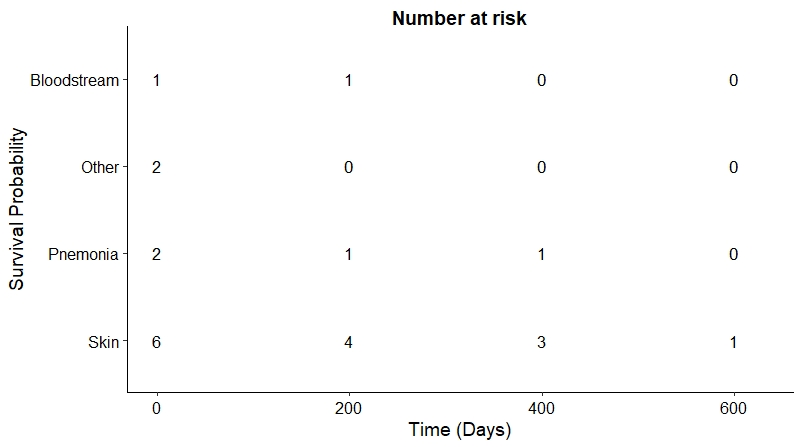 Number at risk
Survival Probability
Bloodstream 1 1 0 0
Other 2 0 0 0
Pnemonia 2 1 1 0
Skin 6 4 3 1
0 200 400 600
Time (Days)